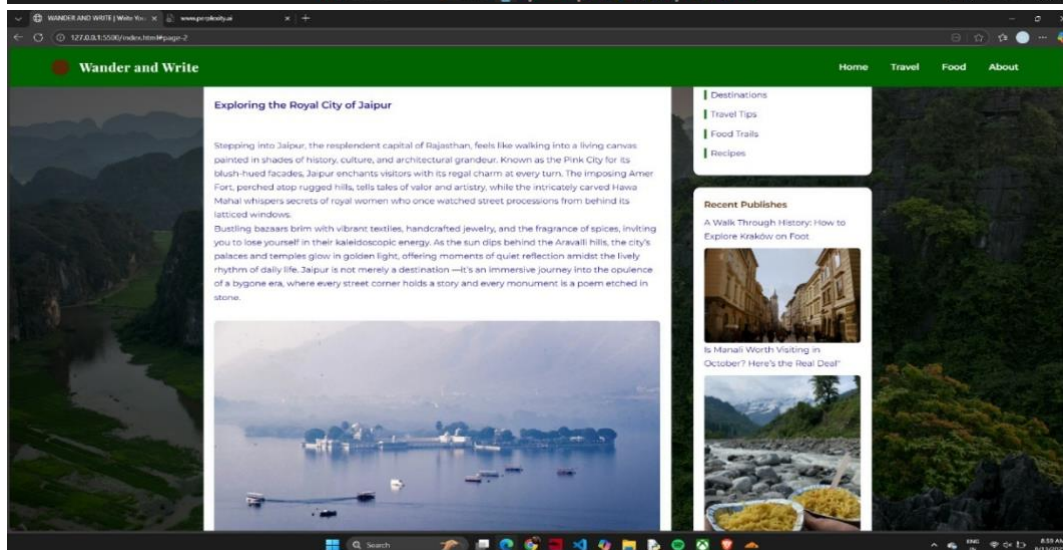 WANDER AND WRITE | Write You
www.perplexity.ai
127.0.0.1:5500/index.html#page-2
Wander and Write
Home Travel Food About
Exploring the Royal City of Jaipur
Stepping into Jaipur, the resplendent capital of Rajasthan, feels like walking into a living canvas
painted in shades of history, culture, and architectural grandeur. Known as the Pink City for its
blush-hued facades, Jaipur enchants visitors with its regal charm at every turn. The imposing Amer
Fort, perched atop rugged hills, tells tales of valor and artistry, while the intricately carved Hawa
Mahal whispers secrets of royal women who once watched street processions from behind its
latticed windows.
Bustling bazaars brim with vibrant textiles, handcrafted jewelry, and the fragrance of spices, inviting
you to lose yourself in their kaleidoscopic energy. As the sun dips behind the Aravalli hills, the city's
palaces and temples glow in golden light, offering moments of quiet reflection amidst the lively
rhythm of daily life. Jaipur is not merely a destination —it's an immersive journey into the opulence
of a bygone era, where every street corner holds a story and every monument is a poem etched in
stone.
Destinations
Travel Tips
Food Trails
Recipes
Recent Publishes
A Walk Through History: How to
Explore Kraków on Foot
Is Manali Worth Visiting in
October? Here's the Real Deal"
Search
ENG
IN